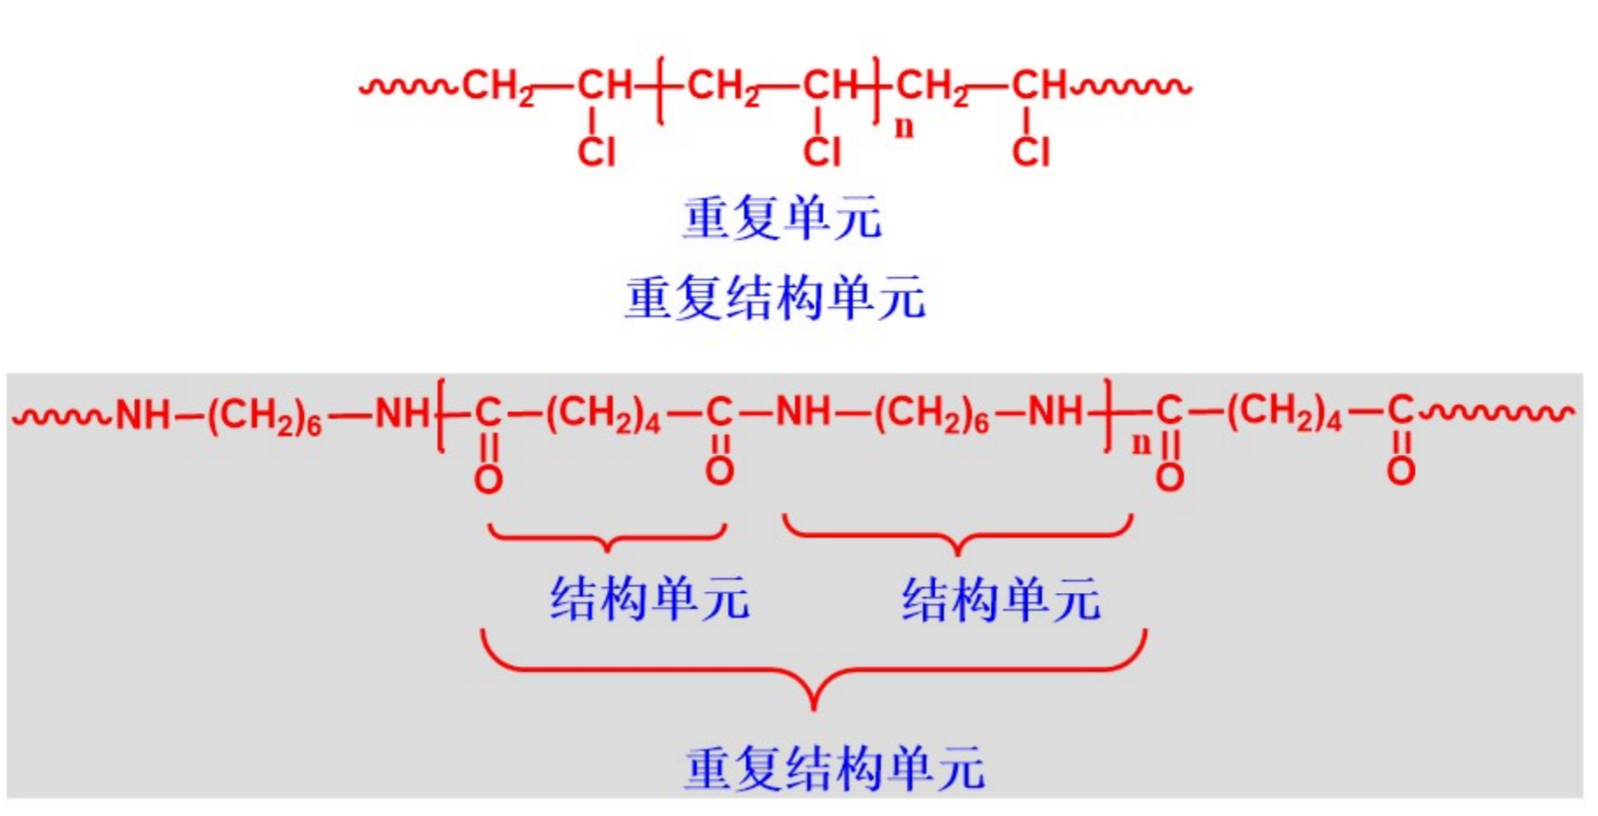 CH₂—CH[CH₂—CH]ₙCH₂—CH
Cl Cl Cl
重复单元
重复结构单元
NH—(CH₂)₆—NH[C—(CH₂)₄—C—NH—(CH₂)₆—NH]ₙC—(CH₂)₄—C
O O O O
结构单元 结构单元
重复结构单元